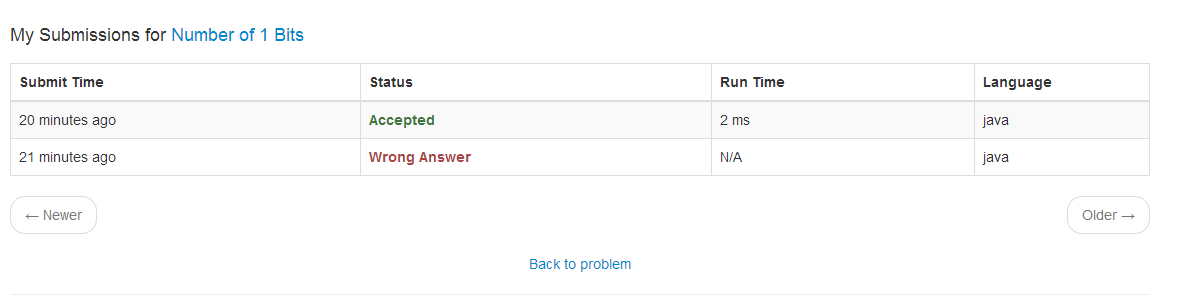 My Submissions for Number of 1 Bits
Submit Time Status Run Time Language
20 minutes ago Accepted 2 ms java
21 minutes ago Wrong Answer N/A java
← Newer Older →
Back to problem